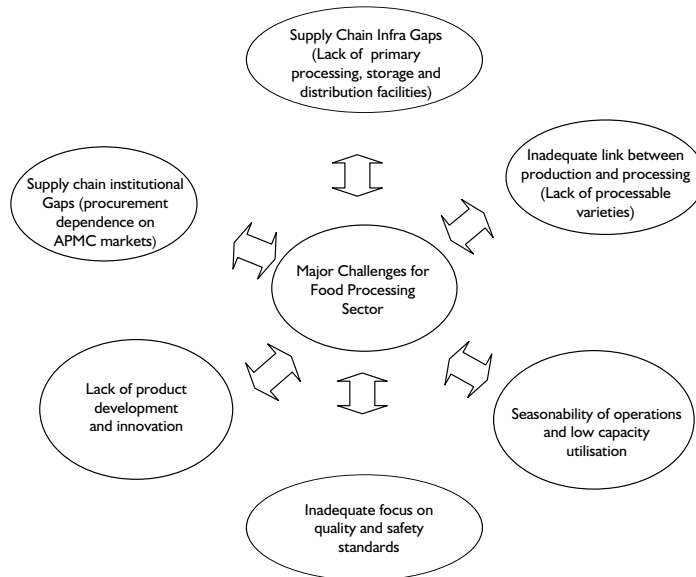 Supply Chain Infra Gaps
(Lack of primary
processing, storage and
distribution facilities)
Inadequate link between
production and processing
(Lack of processable
varieties)
Supply chain institutional
Gaps (procurement
dependence on
APMC markets)
Major Challenges for
Food Processing
Sector
Lack of product
development
and innovation
Seasonability of operations
and low capacity
utilisation
Inadequate focus on
quality and safety
standards